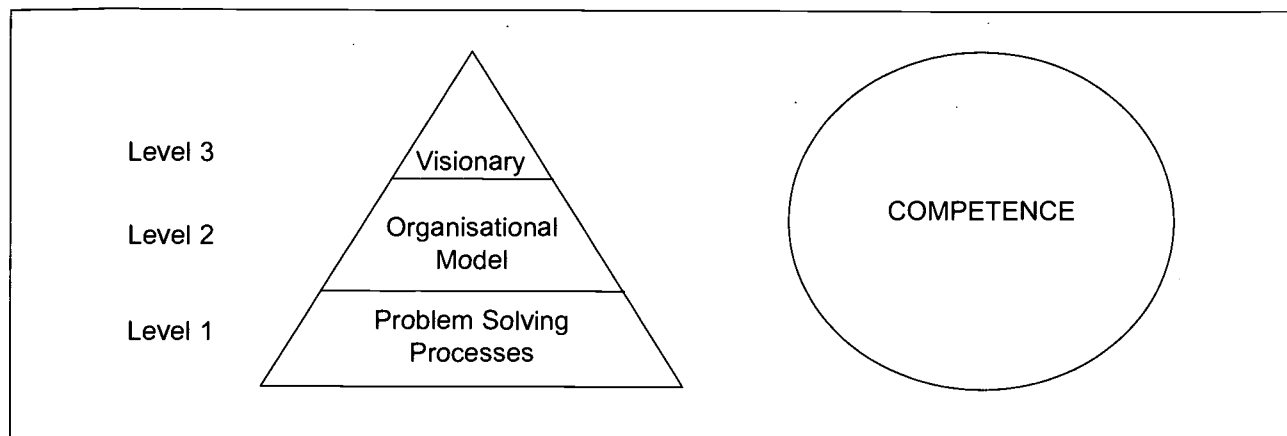 Level 3
Visionary
Level 2
Organisational
Model
Level 1
Problem Solving
Processes
COMPETENCE